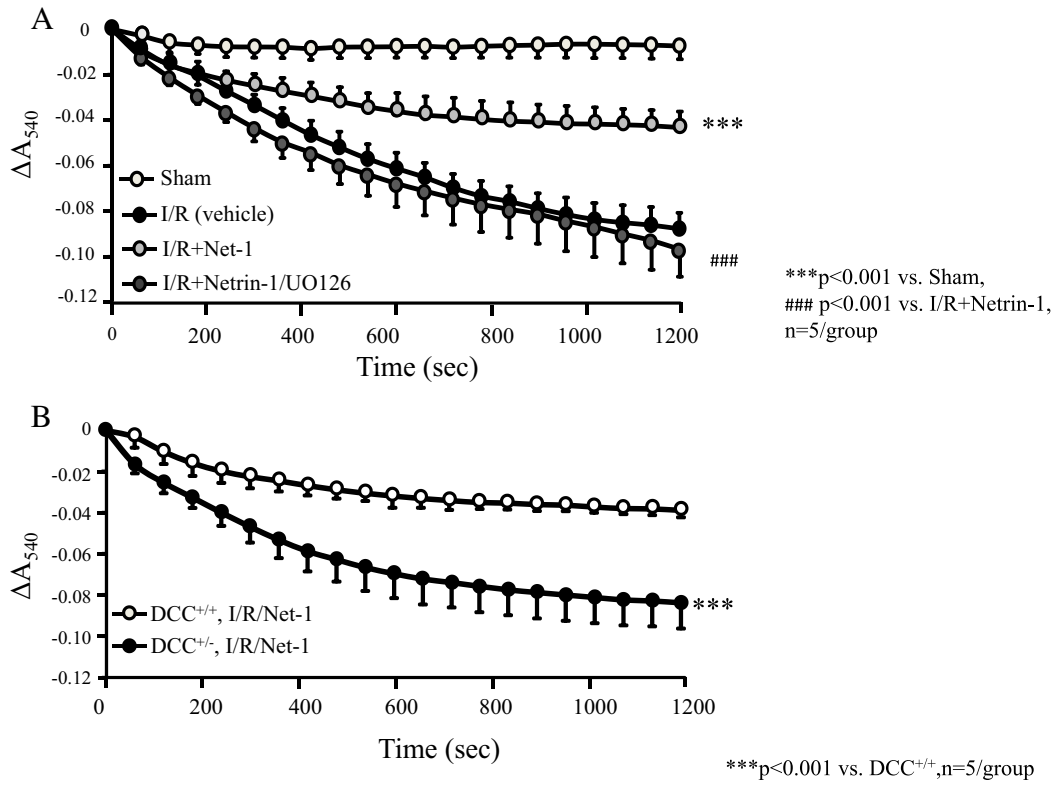 A
0
-0.02
-0.04
-0.06
-0.08
-0.10
-0.12
ΔA540
Sham
I/R (vehicle)
I/R+Net-1
I/R+Netrin-1/UO126
***
###
0 200 400 600 800 1000 1200
Time (sec)
***p<0.001 vs. Sham,
### p<0.001 vs. I/R+Netrin-1,
n=5/group
B
0
-0.02
-0.04
-0.06
-0.08
-0.10
-0.12
ΔA540
DCC+/+, I/R/Net-1
DCC+/-, I/R/Net-1
***
0 200 400 600 800 1000 1200
Time (sec)
***p<0.001 vs. DCC+/+,n=5/group